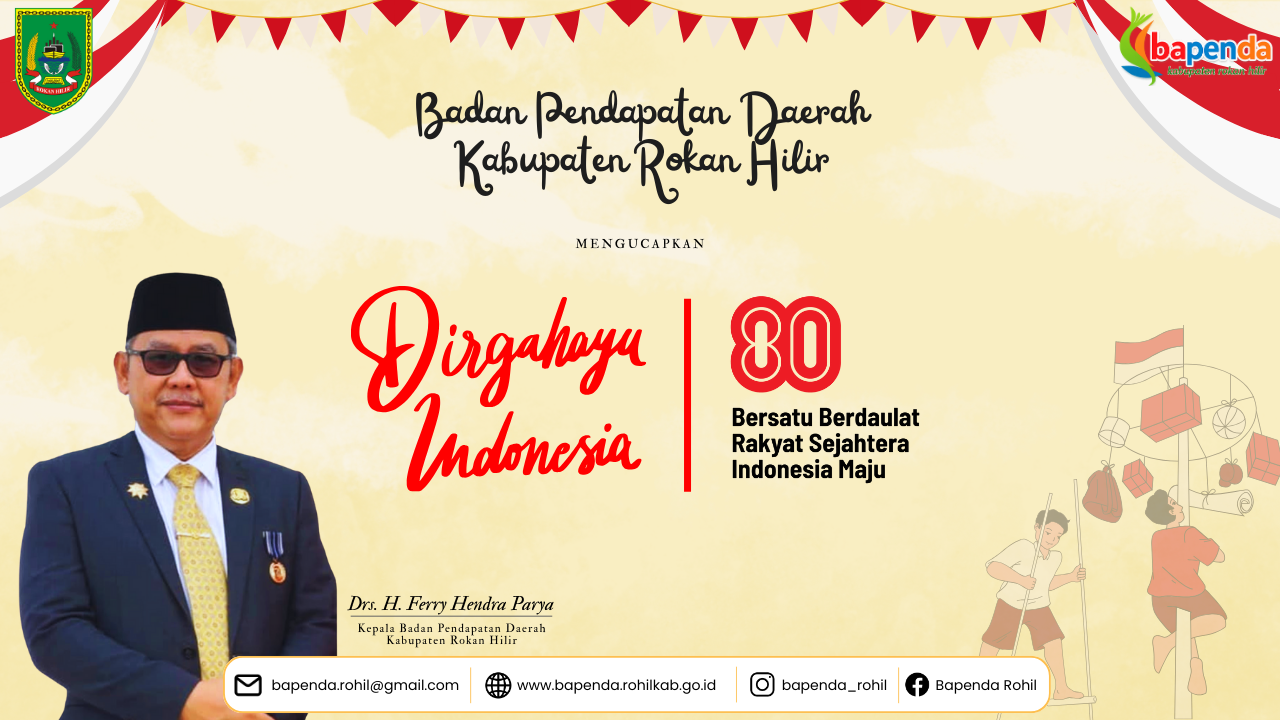 ROKAN HILIR
bapenda
kabupaten rokan hilir
Badan Pendapatan Daerah
Kabupaten Rokan Hilir
MENGUCAPKAN
Dirgahayu
Indonesia
80
Bersatu Berdaulat
Rakyat Sejahtera
Indonesia Maju
Drs. H. Ferry Hendra Parya
Kepala Badan Pendapatan Daerah
Kabupaten Rokan Hilir
bapenda.rohil@gmail.com
www.bapenda.rohilkab.go.id
bapenda_rohil
Bapenda Rohil